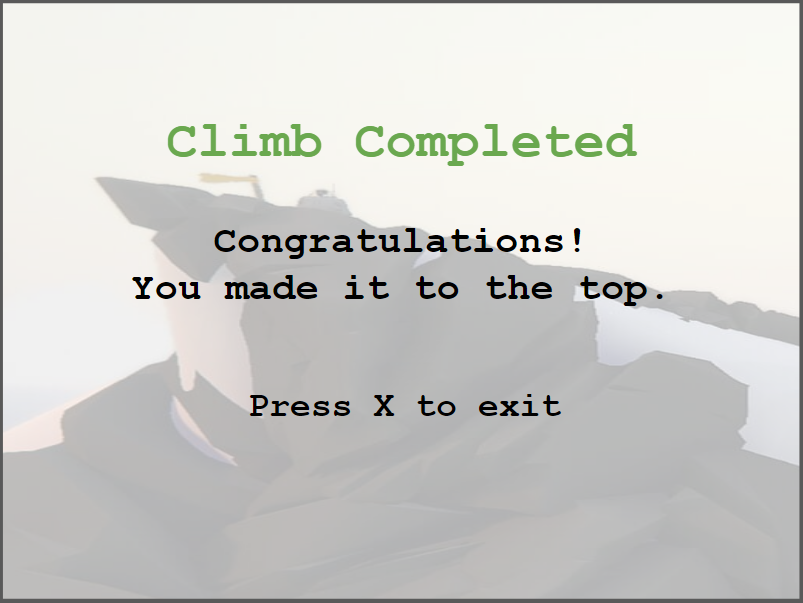 Climb Completed
Congratulations!
You made it to the top.
Press X to exit